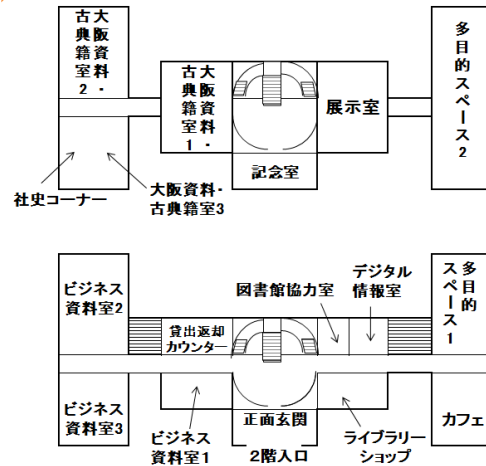 大阪資料・
古典籍室2
大阪資料・
古典籍室1
展示室
多目的スペース2
記念室
社史コーナー
大阪資料・
古典籍室3
ビジネス
資料室2
貸出返却
カウンター
図書館協力室
デジタル
情報室
多目的
スペース1
ビジネス
資料室3
ビジネス
資料室1
正面玄関
2階入口
ライブラリー
ショップ
カフェ